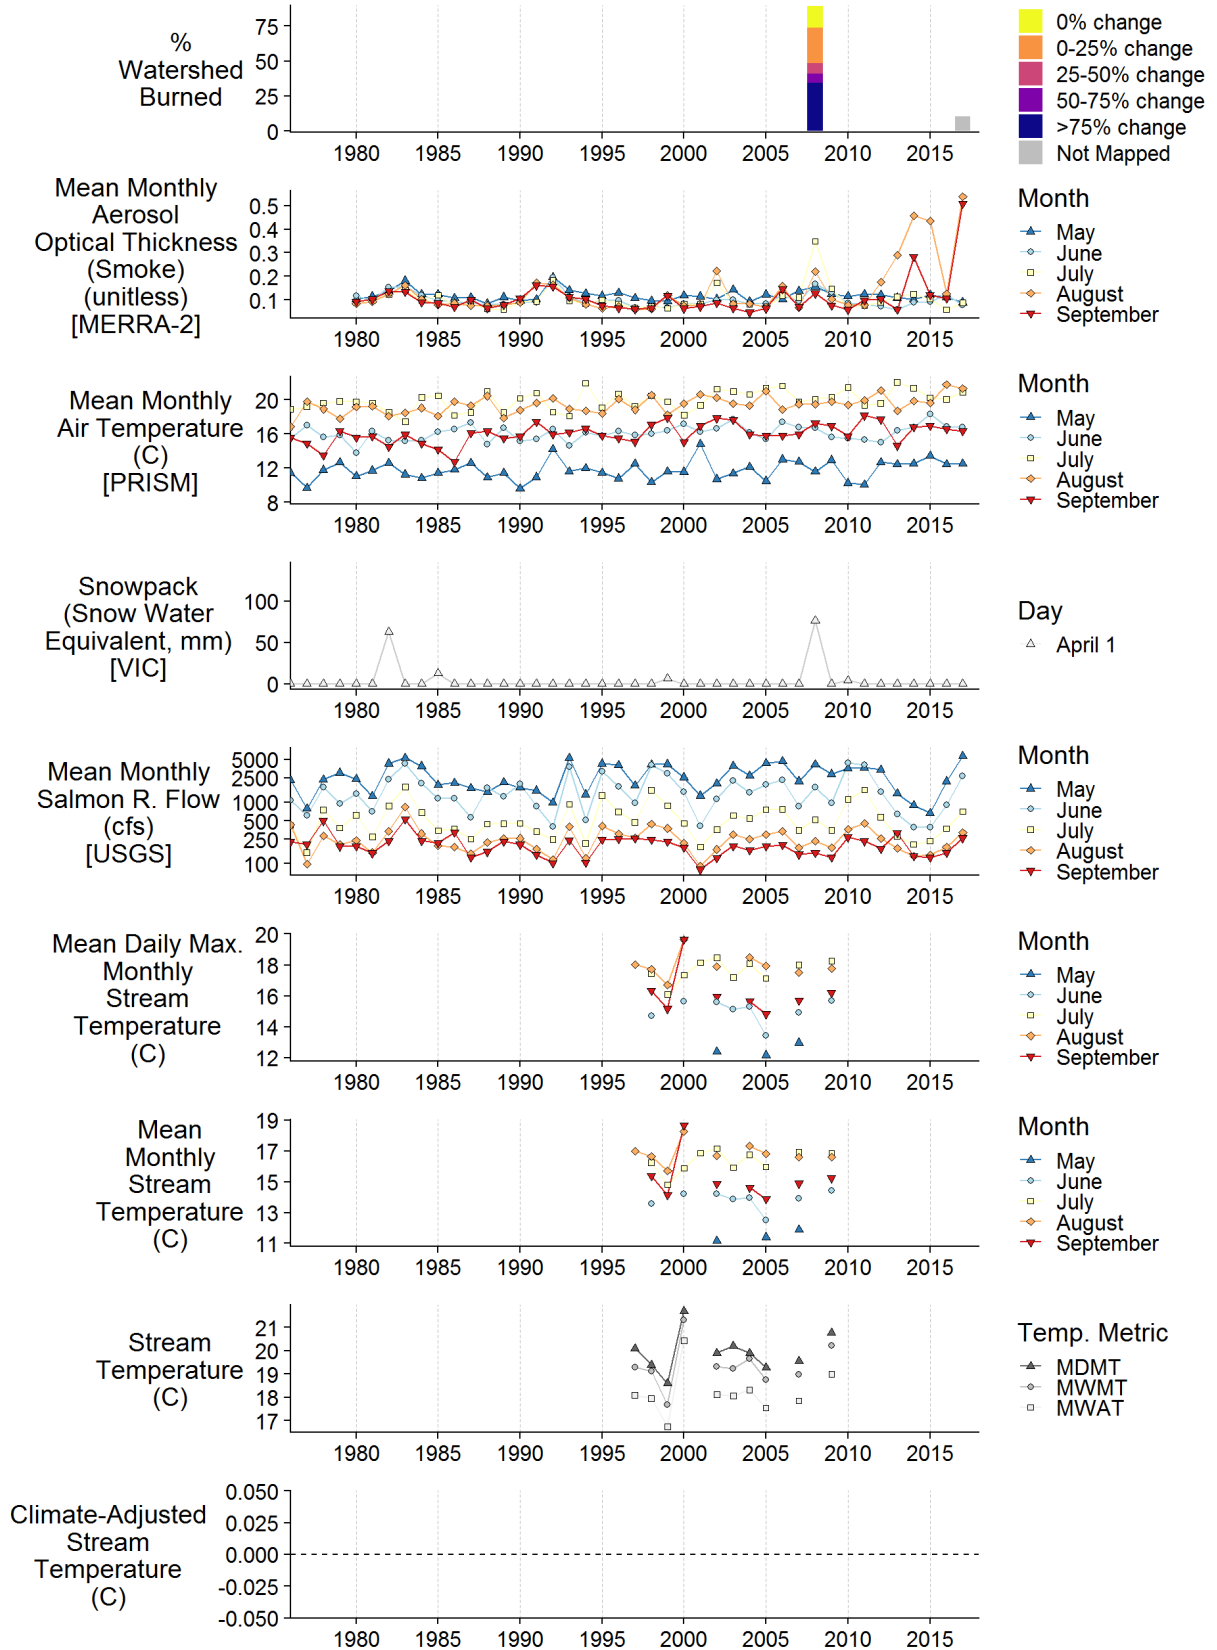 %
Watershed
Burned
75
50
25
0
1980 1985 1990 1995 2000 2005 2010 2015
0% change
0-25% change
25-50% change
50-75% change
>75% change
Not Mapped
Mean Monthly
Aerosol
Optical Thickness
(Smoke)
(unitless)
[MERRA-2]
0.5
0.4
0.3
0.2
0.1
1980 1985 1990 1995 2000 2005 2010 2015
Month
May
June
July
August
September
Mean Monthly
Air Temperature
(C)
[PRISM]
20
16
12
8
1980 1985 1990 1995 2000 2005 2010 2015
Month
May
June
July
August
September
Snowpack
(Snow Water
Equivalent, mm)
[VIC]
100
50
0
1980 1985 1990 1995 2000 2005 2010 2015
Day
April 1
Mean Monthly
Salmon R. Flow
(cfs)
[USGS]
5000
2500
1000
500
250
100
1980 1985 1990 1995 2000 2005 2010 2015
Month
May
June
July
August
September
Mean Daily Max.
Monthly
Stream
Temperature
(C)
20
18
16
14
12
1980 1985 1990 1995 2000 2005 2010 2015
Month
May
June
July
August
September
Mean
Monthly
Stream
Temperature
(C)
19
17
15
13
11
1980 1985 1990 1995 2000 2005 2010 2015
Month
May
June
July
August
September
Stream
Temperature
(C)
21
20
19
18
17
1980 1985 1990 1995 2000 2005 2010 2015
Temp. Metric
MDMT
MWMT
MWAT
Climate-Adjusted
Stream
Temperature
(C)
0.050
0.025
0.000
-0.025
-0.050
1980 1985 1990 1995 2000 2005 2010 2015